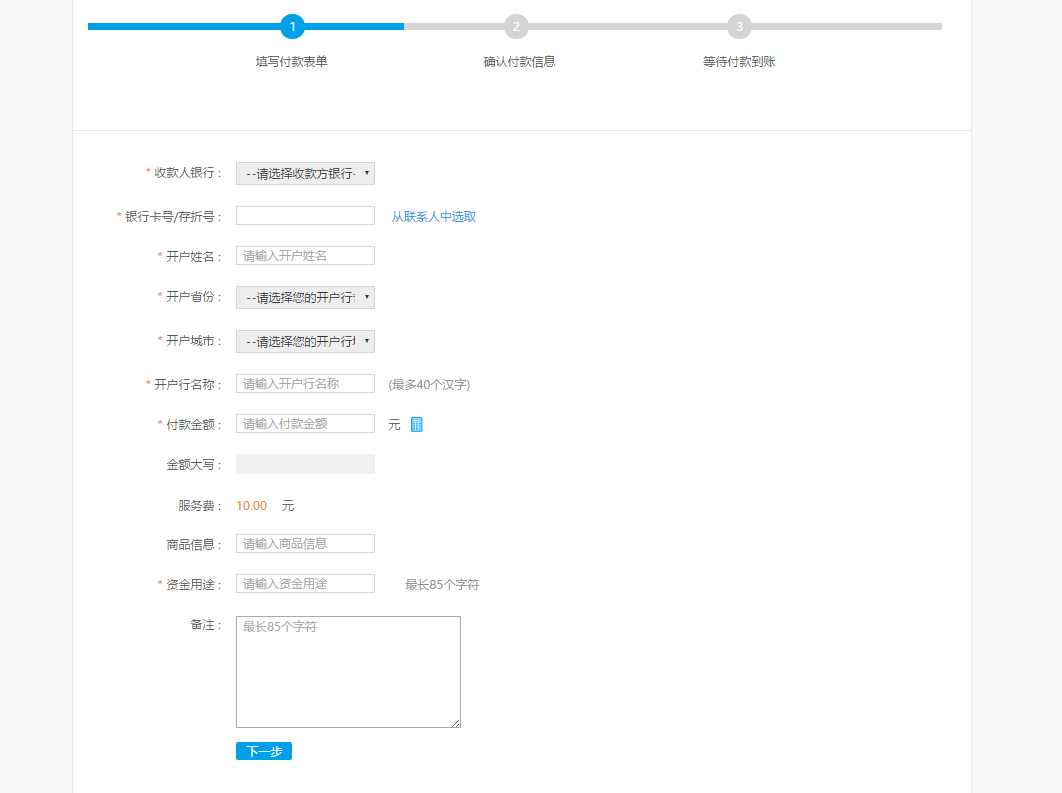 1 2 3
填写付款表单 确认付款信息 等待付款到账
* 收款人银行： --请选择收款方银行-
* 银行卡号/存折号： 从联系人中选取
* 开户姓名： 请输入开户姓名
* 开户省份： --请选择您的开户行
* 开户城市： --请选择您的开户行
* 开户行名称： 请输入开户行名称 (最多40个汉字)
* 付款金额： 请输入付款金额 元
金额大写：
服务费： 10.00 元
商品信息： 请输入商品信息
* 资金用途： 请输入资金用途 最长85个字符
备注： 最长85个字符
下一步